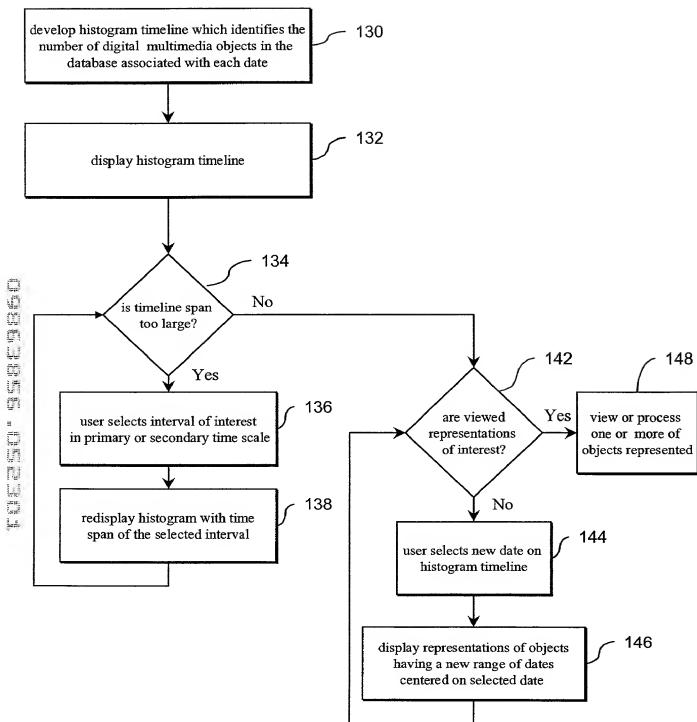 develop histogram timeline which identifies the
number of digital multimedia objects in the
database associated with each date
130
display histogram timeline
132
134
is timeline span
too large?
No
Yes
user selects interval of interest
in primary or secondary time scale
136
redisplay histogram with time
span of the selected interval
138
142
are viewed
representations
of interest?
Yes
148
view or process
one or more of
objects represented
No
user selects new date on
histogram timeline
144
display representations of objects
having a new range of dates
centered on selected date
146